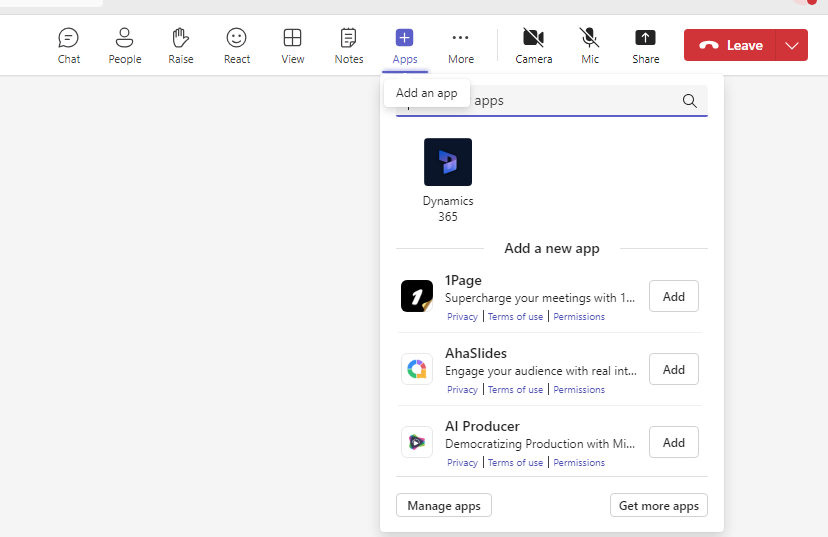 Chat People Raise React View Notes Apps More Camera Mic Share Leave
Add an app
apps
Dynamics
365
Add a new app
1Page
Supercharge your meetings with 1...
Add
Privacy | Terms of use | Permissions
AhaSlides
Engage your audience with real int...
Add
Privacy | Terms of use | Permissions
AI Producer
Democratizing Production with Mi...
Add
Privacy | Terms of use | Permissions
Manage apps
Get more apps